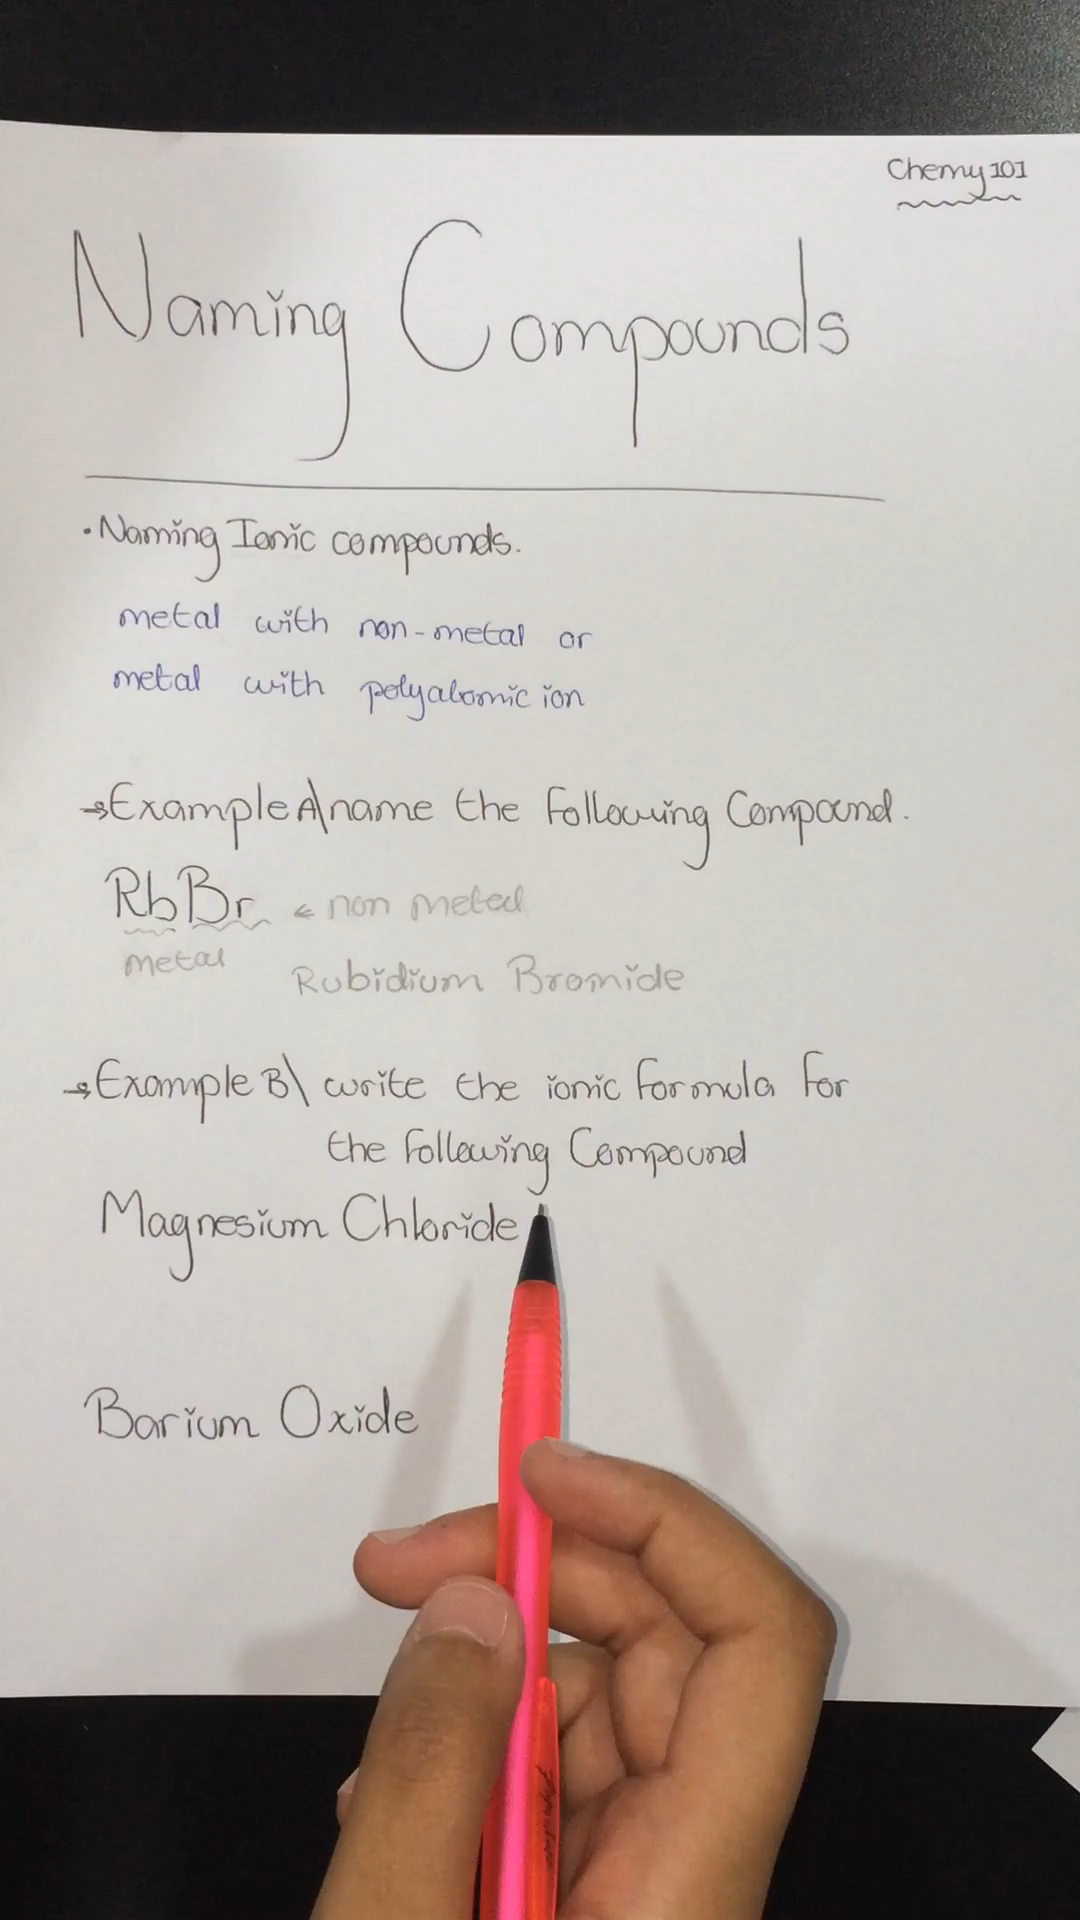 Chemy101
Naming Compounds
• Naming Ionic compounds.
metal with non-metal or
metal with polyatomic ion
→ Example A\ name the following Compound.
RbBr ← non metal
metal
Rubidium Bromide
→ Example B\ write the ionic formula for
the following Compound
Magnesium Chloride
Barium Oxide